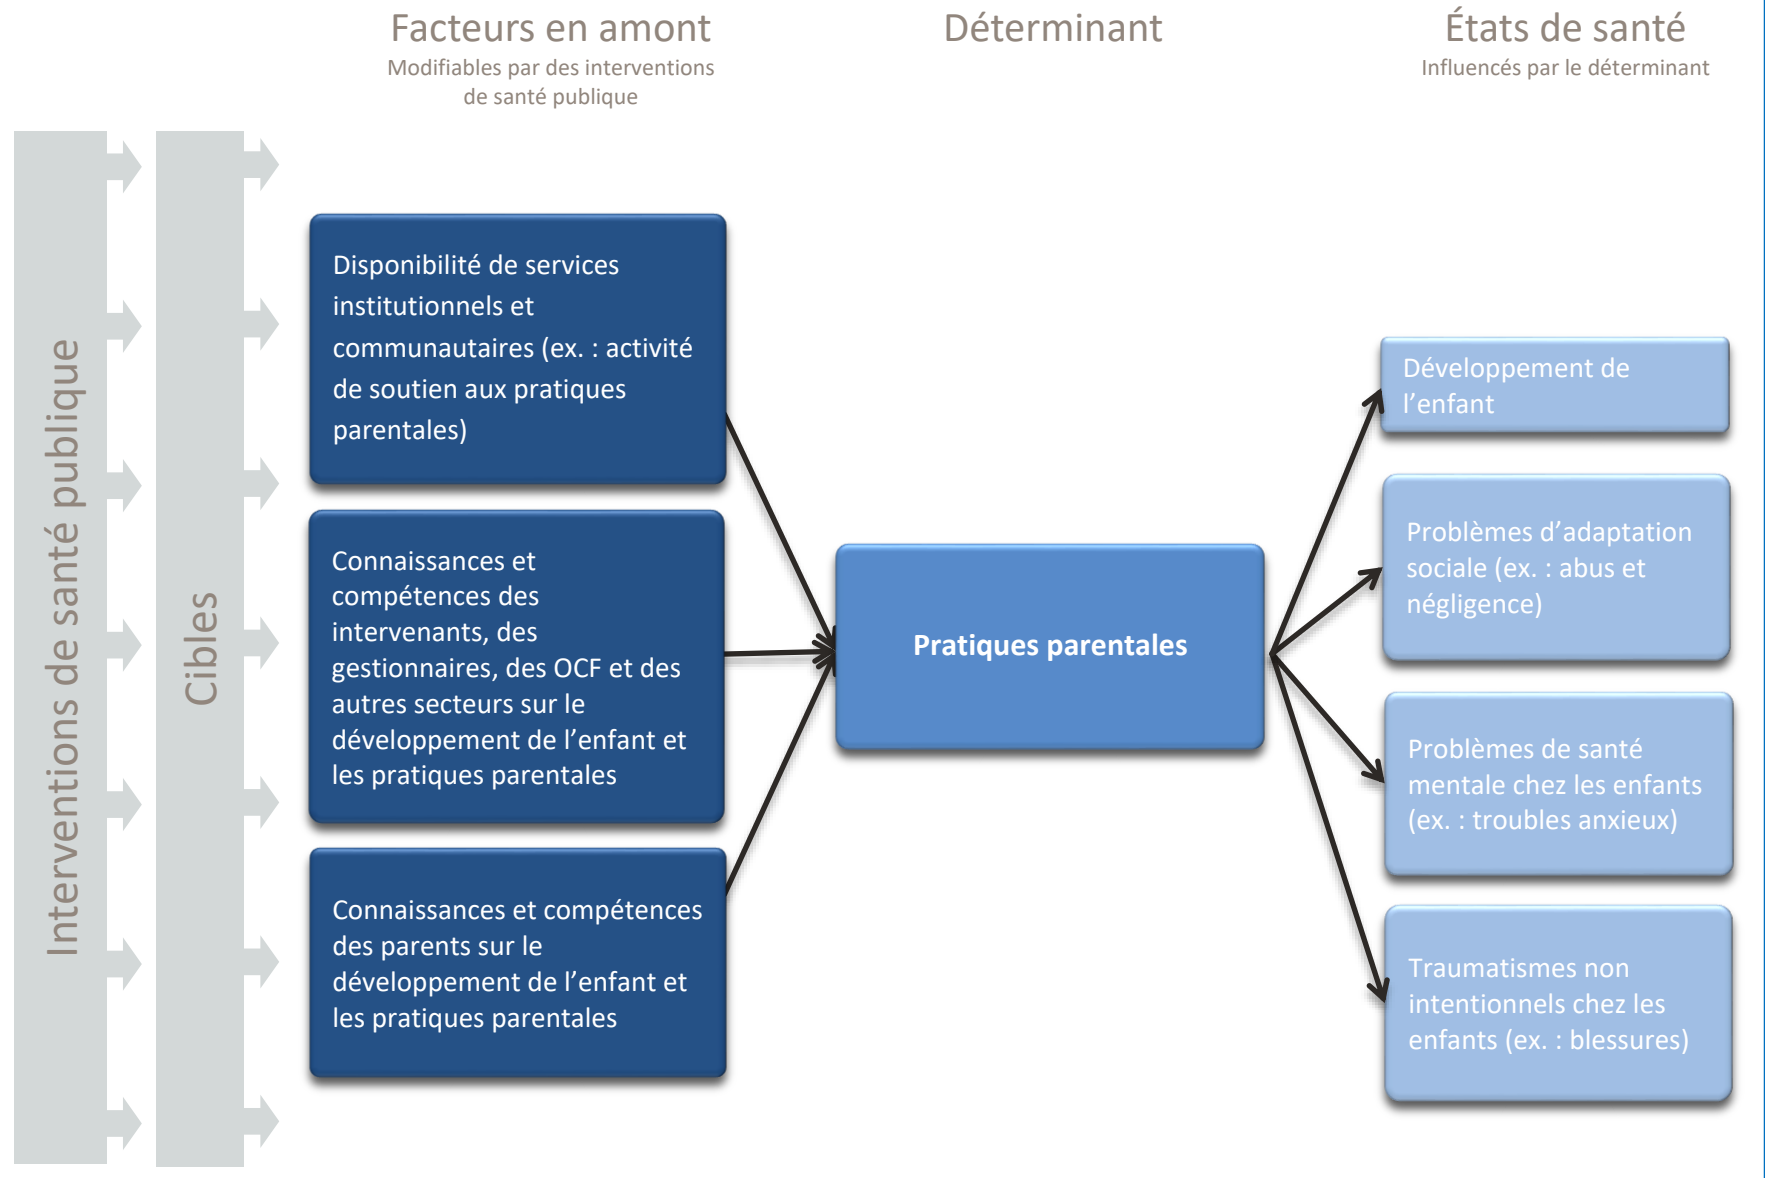 Facteurs en amont
Modifiables par des interventions
de santé publique
Déterminant
États de santé
Influencés par le déterminant
Interventions de santé publique
Cibles
Disponibilité de services
institutionnels et
communautaires (ex. : activité
de soutien aux pratiques
parentales)
Connaissances et
compétences des
intervenants, des
gestionnaires, des OCF et des
autres secteurs sur le
développement de l’enfant et
les pratiques parentales
Connaissances et compétences
des parents sur le
développement de l’enfant et
les pratiques parentales
Pratiques parentales
Développement de
l’enfant
Problèmes d’adaptation
sociale (ex. : abus et
négligence)
Problèmes de santé
mentale chez les enfants
(ex. : troubles anxieux)
Traumatismes non
intentionnels chez les
enfants (ex. : blessures)